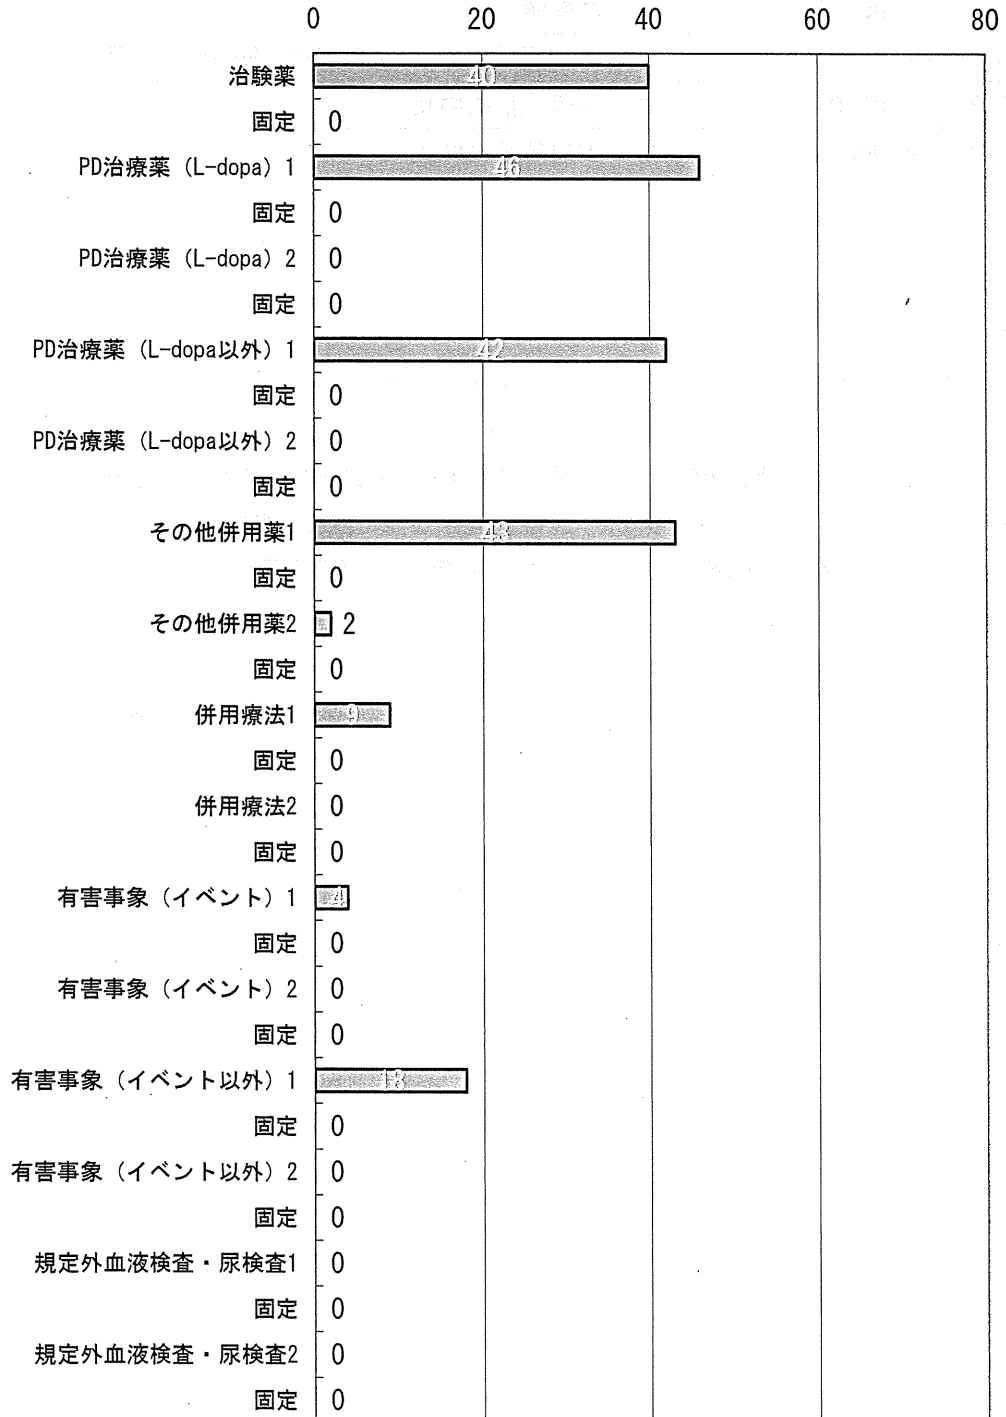 0 20 40 60 80
治験薬 40
固定 0
PD治療薬（L-dopa）1 46
固定 0
PD治療薬（L-dopa）2 0
固定 0
PD治療薬（L-dopa以外）1 42
固定 0
PD治療薬（L-dopa以外）2 0
固定 0
その他併用薬1 43
固定 0
その他併用薬2 2
固定 0
併用療法1 9
固定 0
併用療法2 0
固定 0
有害事象（イベント）1 4
固定 0
有害事象（イベント）2 0
固定 0
有害事象（イベント以外）1 18
固定 0
有害事象（イベント以外）2 0
固定 0
規定外血液検査・尿検査1 0
固定 0
規定外血液検査・尿検査2 0
固定 0